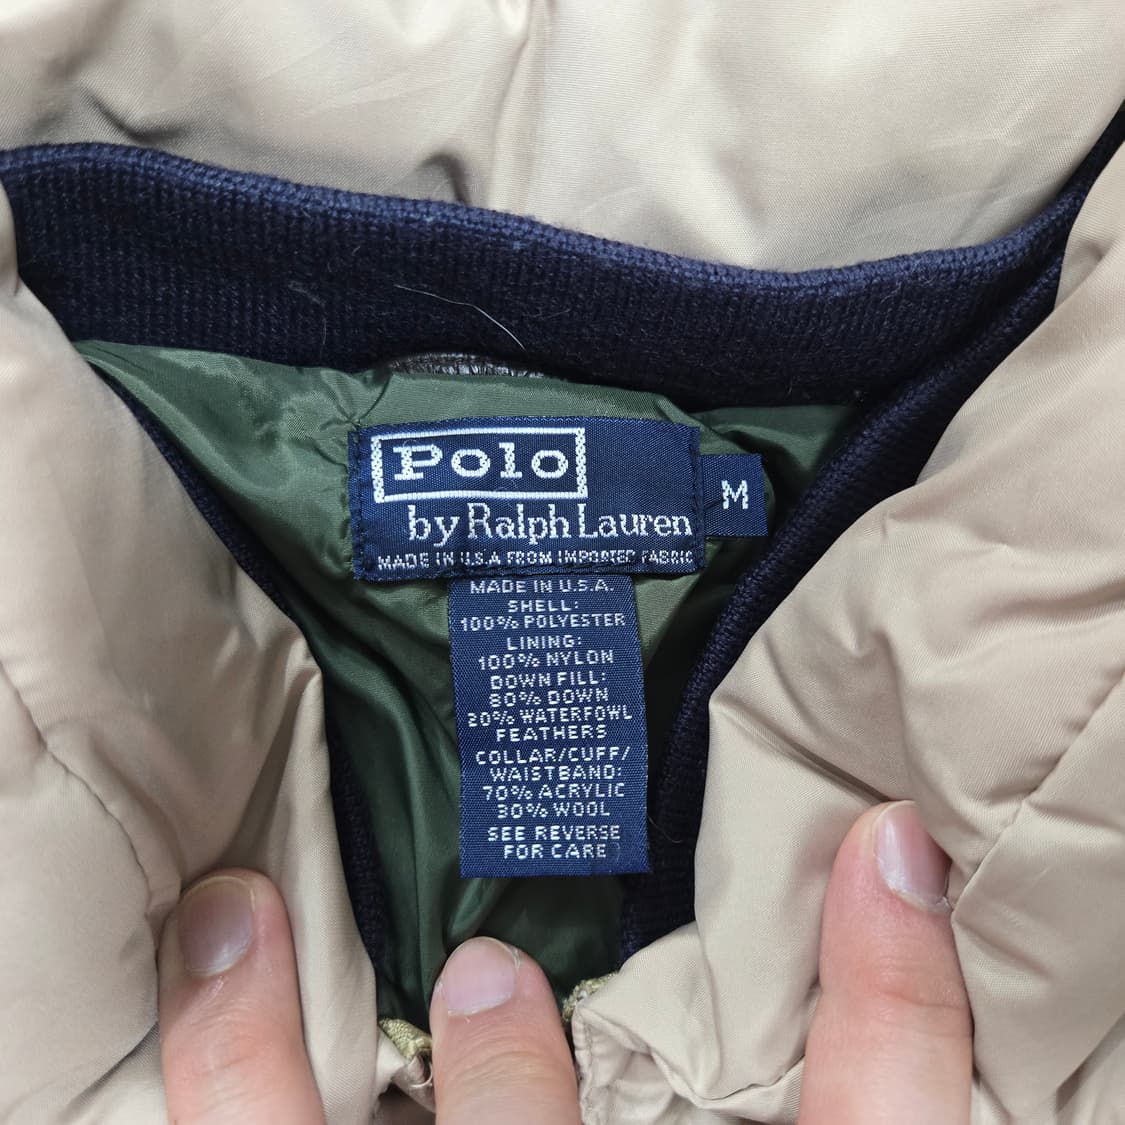 Polo
by Ralph Lauren
M
MADE IN U.S.A FROM IMPORTED FABRIC
MADE IN U.S.A.
SHELL:
100% POLYESTER
LINING:
100% NYLON
DOWN FILL:
80% DOWN
20% WATERFOWL
FEATHERS
COLLAR/CUFF/
WAISTBAND:
70% ACRYLIC
30% WOOL
SEE REVERSE
FOR CARE